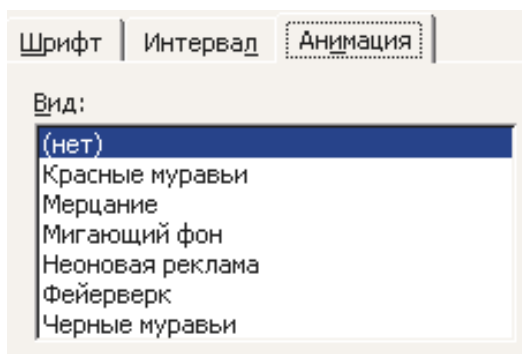 Шрифт Интервал Анимация
Вид:
(нет)
Красные муравьи
Мерцание
Мигающий фон
Неоновая реклама
Фейерверк
Черные муравьи